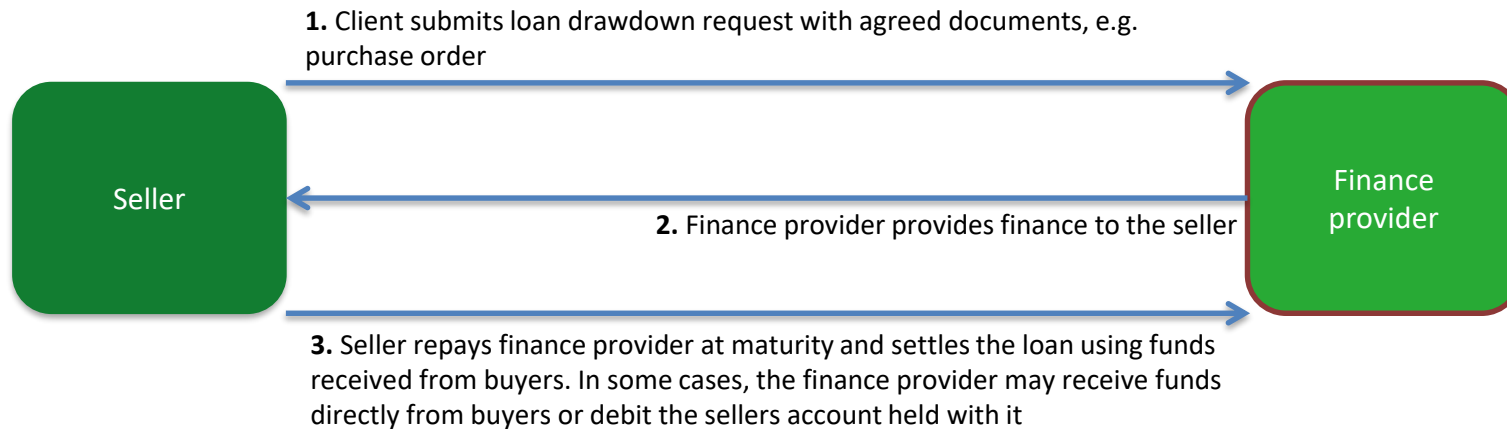 1. Client submits loan drawdown request with agreed documents, e.g.
purchase order
Seller
Finance
provider
2. Finance provider provides finance to the seller
3. Seller repays finance provider at maturity and settles the loan using funds
received from buyers. In some cases, the finance provider may receive funds
directly from buyers or debit the sellers account held with it